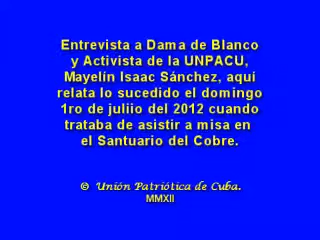 Entrevista a Dama de Blanco
y Activista de la UNPACU,
Mayelín Isaac Sánchez, aquí
relata lo sucedido el domingo
1ro de juliio del 2012 cuando
trataba de asistir a misa en
el Santuario del Cobre.
© Unión Patriótica de Cuba.
MMXII